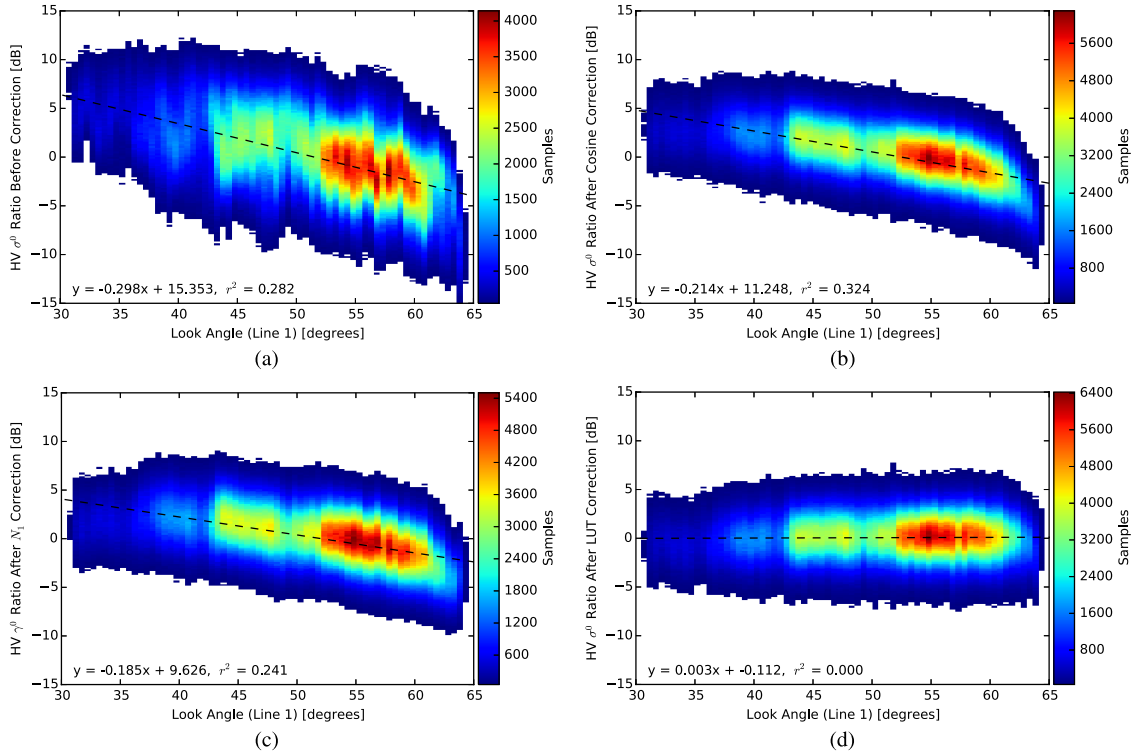 HV σ⁰ Ratio Before Correction [dB]
15
10
5
0
−5
−10
−15
y = -0.298x + 15.353, r² = 0.282
30 35 40 45 50 55 60 65
Look Angle (Line 1) [degrees]
4000
3500
3000
2500
2000
1500
1000
500
Samples
(a)
HV σ⁰ Ratio After Cosine Correction [dB]
15
10
5
0
−5
−10
−15
y = -0.214x + 11.248, r² = 0.324
30 35 40 45 50 55 60 65
Look Angle (Line 1) [degrees]
5600
4800
4000
3200
2400
1600
800
Samples
(b)
HV γ⁰ Ratio After N₁ Correction [dB]
15
10
5
0
−5
−10
−15
y = -0.185x + 9.626, r² = 0.241
30 35 40 45 50 55 60 65
Look Angle (Line 1) [degrees]
5400
4800
4200
3600
3000
2400
1800
1200
600
Samples
(c)
HV σ⁰ Ratio After LUT Correction [dB]
15
10
5
0
−5
−10
−15
y = 0.003x + -0.112, r² = 0.000
30 35 40 45 50 55 60 65
Look Angle (Line 1) [degrees]
6400
5600
4800
4000
3200
2400
1600
800
Samples
(d)